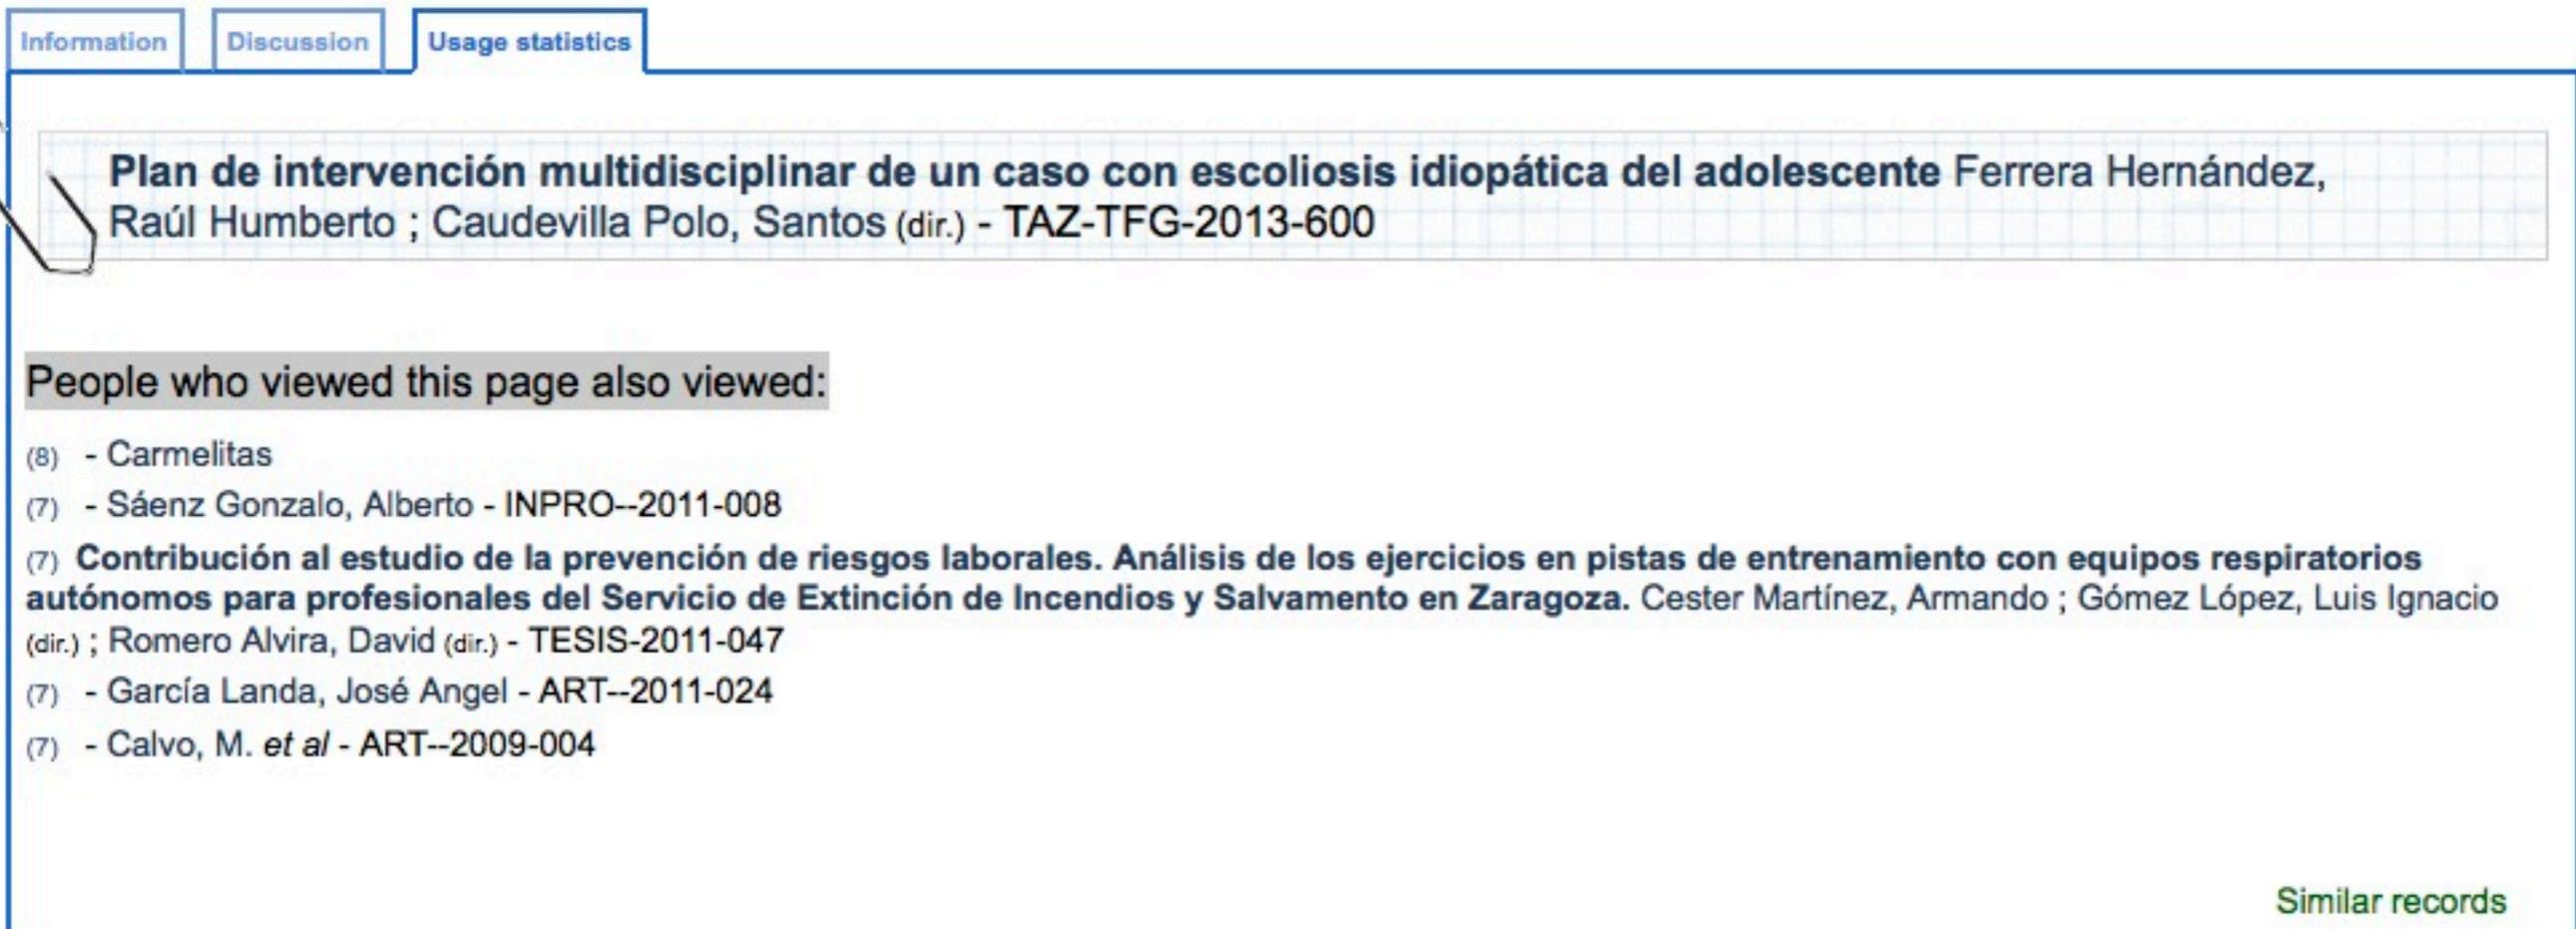 Information Discussion Usage statistics
Plan de intervención multidisciplinar de un caso con escoliosis idiopática del adolescente Ferrera Hernández,
Raúl Humberto ; Caudevilla Polo, Santos (dir.) - TAZ-TFG-2013-600
People who viewed this page also viewed:
(8) - Carmelitas
(7) - Sáenz Gonzalo, Alberto - INPRO--2011-008
(7) Contribución al estudio de la prevención de riesgos laborales. Análisis de los ejercicios en pistas de entrenamiento con equipos respiratorios
autónomos para profesionales del Servicio de Extinción de Incendios y Salvamento en Zaragoza. Cester Martínez, Armando ; Gómez López, Luis Ignacio
(dir.) ; Romero Alvira, David (dir.) - TESIS-2011-047
(7) - García Landa, José Angel - ART--2011-024
(7) - Calvo, M. et al - ART--2009-004
Similar records